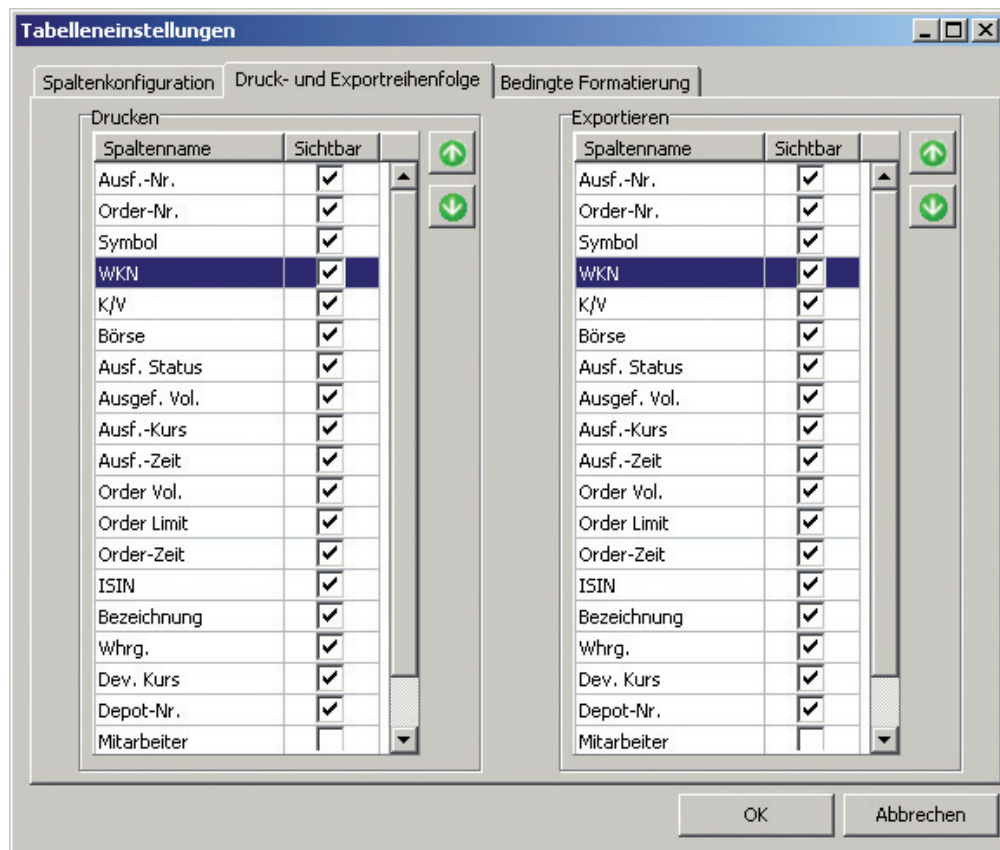 Tabelleneinstellungen
Spaltenkonfiguration Druck- und Exportreihenfolge Bedingte Formatierung
Drucken
Spaltenname Sichtbar
Ausf.-Nr.
Order-Nr.
Symbol
WKN
K/V
Börse
Ausf. Status
Ausgef. Vol.
Ausf.-Kurs
Ausf.-Zeit
Order Vol.
Order Limit
Order-Zeit
ISIN
Bezeichnung
Whrg.
Dev. Kurs
Depot-Nr.
Mitarbeiter
Exportieren
Spaltenname Sichtbar
Ausf.-Nr.
Order-Nr.
Symbol
WKN
K/V
Börse
Ausf. Status
Ausgef. Vol.
Ausf.-Kurs
Ausf.-Zeit
Order Vol.
Order Limit
Order-Zeit
ISIN
Bezeichnung
Whrg.
Dev. Kurs
Depot-Nr.
Mitarbeiter
OK Abbrechen